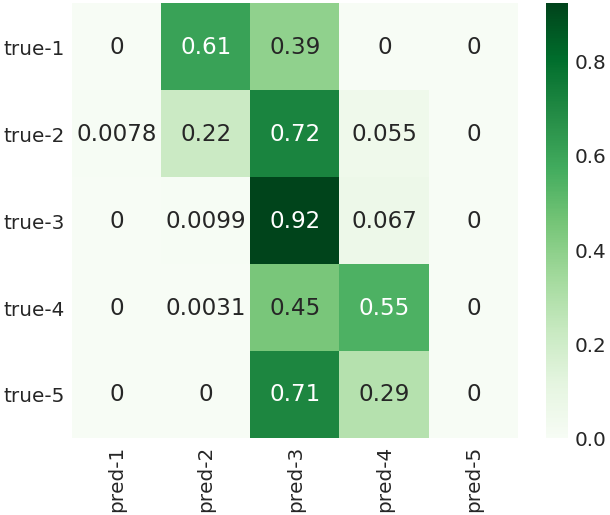 true-1 0 0.61 0.39 0 0
true-2 0.0078 0.22 0.72 0.055 0
true-3 0 0.0099 0.92 0.067 0
true-4 0 0.0031 0.45 0.55 0
true-5 0 0 0.71 0.29 0
pred-1 pred-2 pred-3 pred-4 pred-5
0.8
0.6
0.4
0.2
0.0